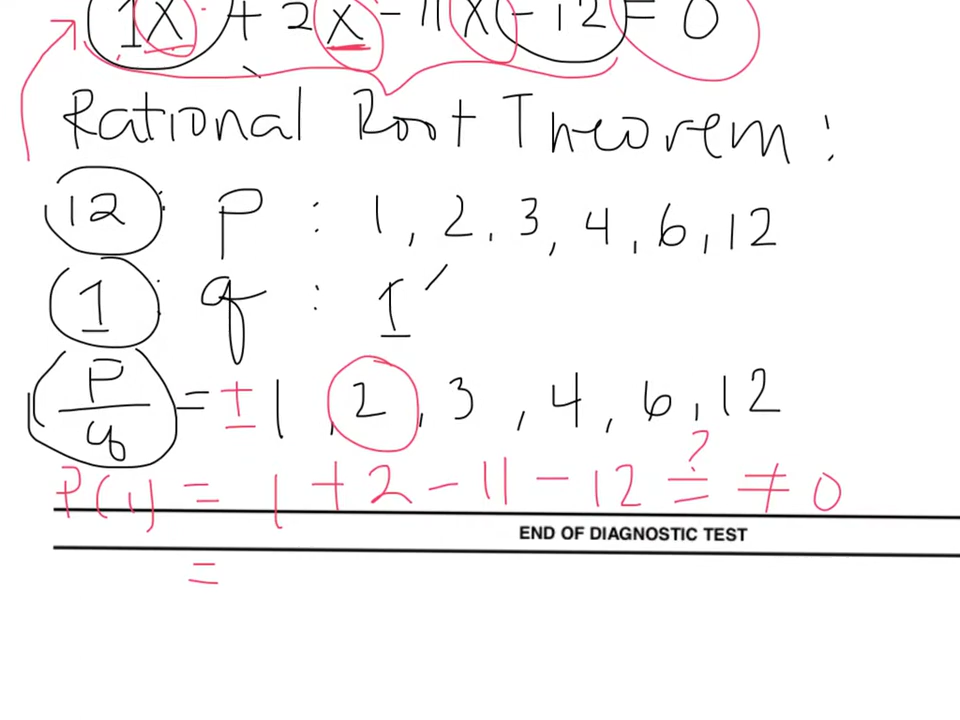 1x + 2x - 11x - 12 = 0
Rational Root Theorem :
12 : p : 1, 2, 3, 4, 6, 12
1 : q : 1
p/q = ± 1, 2, 3, 4, 6, 12
P(1) = 1 + 2 - 11 - 12 ≟ ≠ 0
END OF DIAGNOSTIC TEST
=